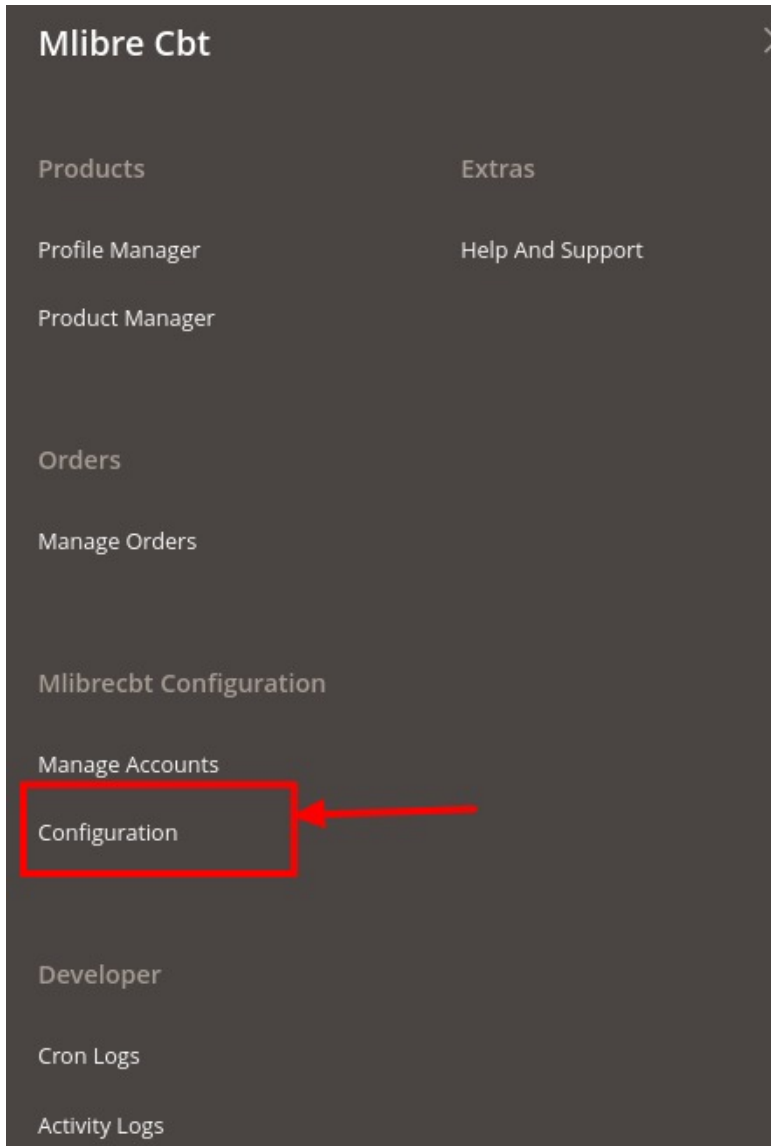 Mlibre Cbt
Products
Profile Manager
Product Manager
Extras
Help And Support
Orders
Manage Orders
Mlibrecbt Configuration
Manage Accounts
Configuration
Developer
Cron Logs
Activity Logs